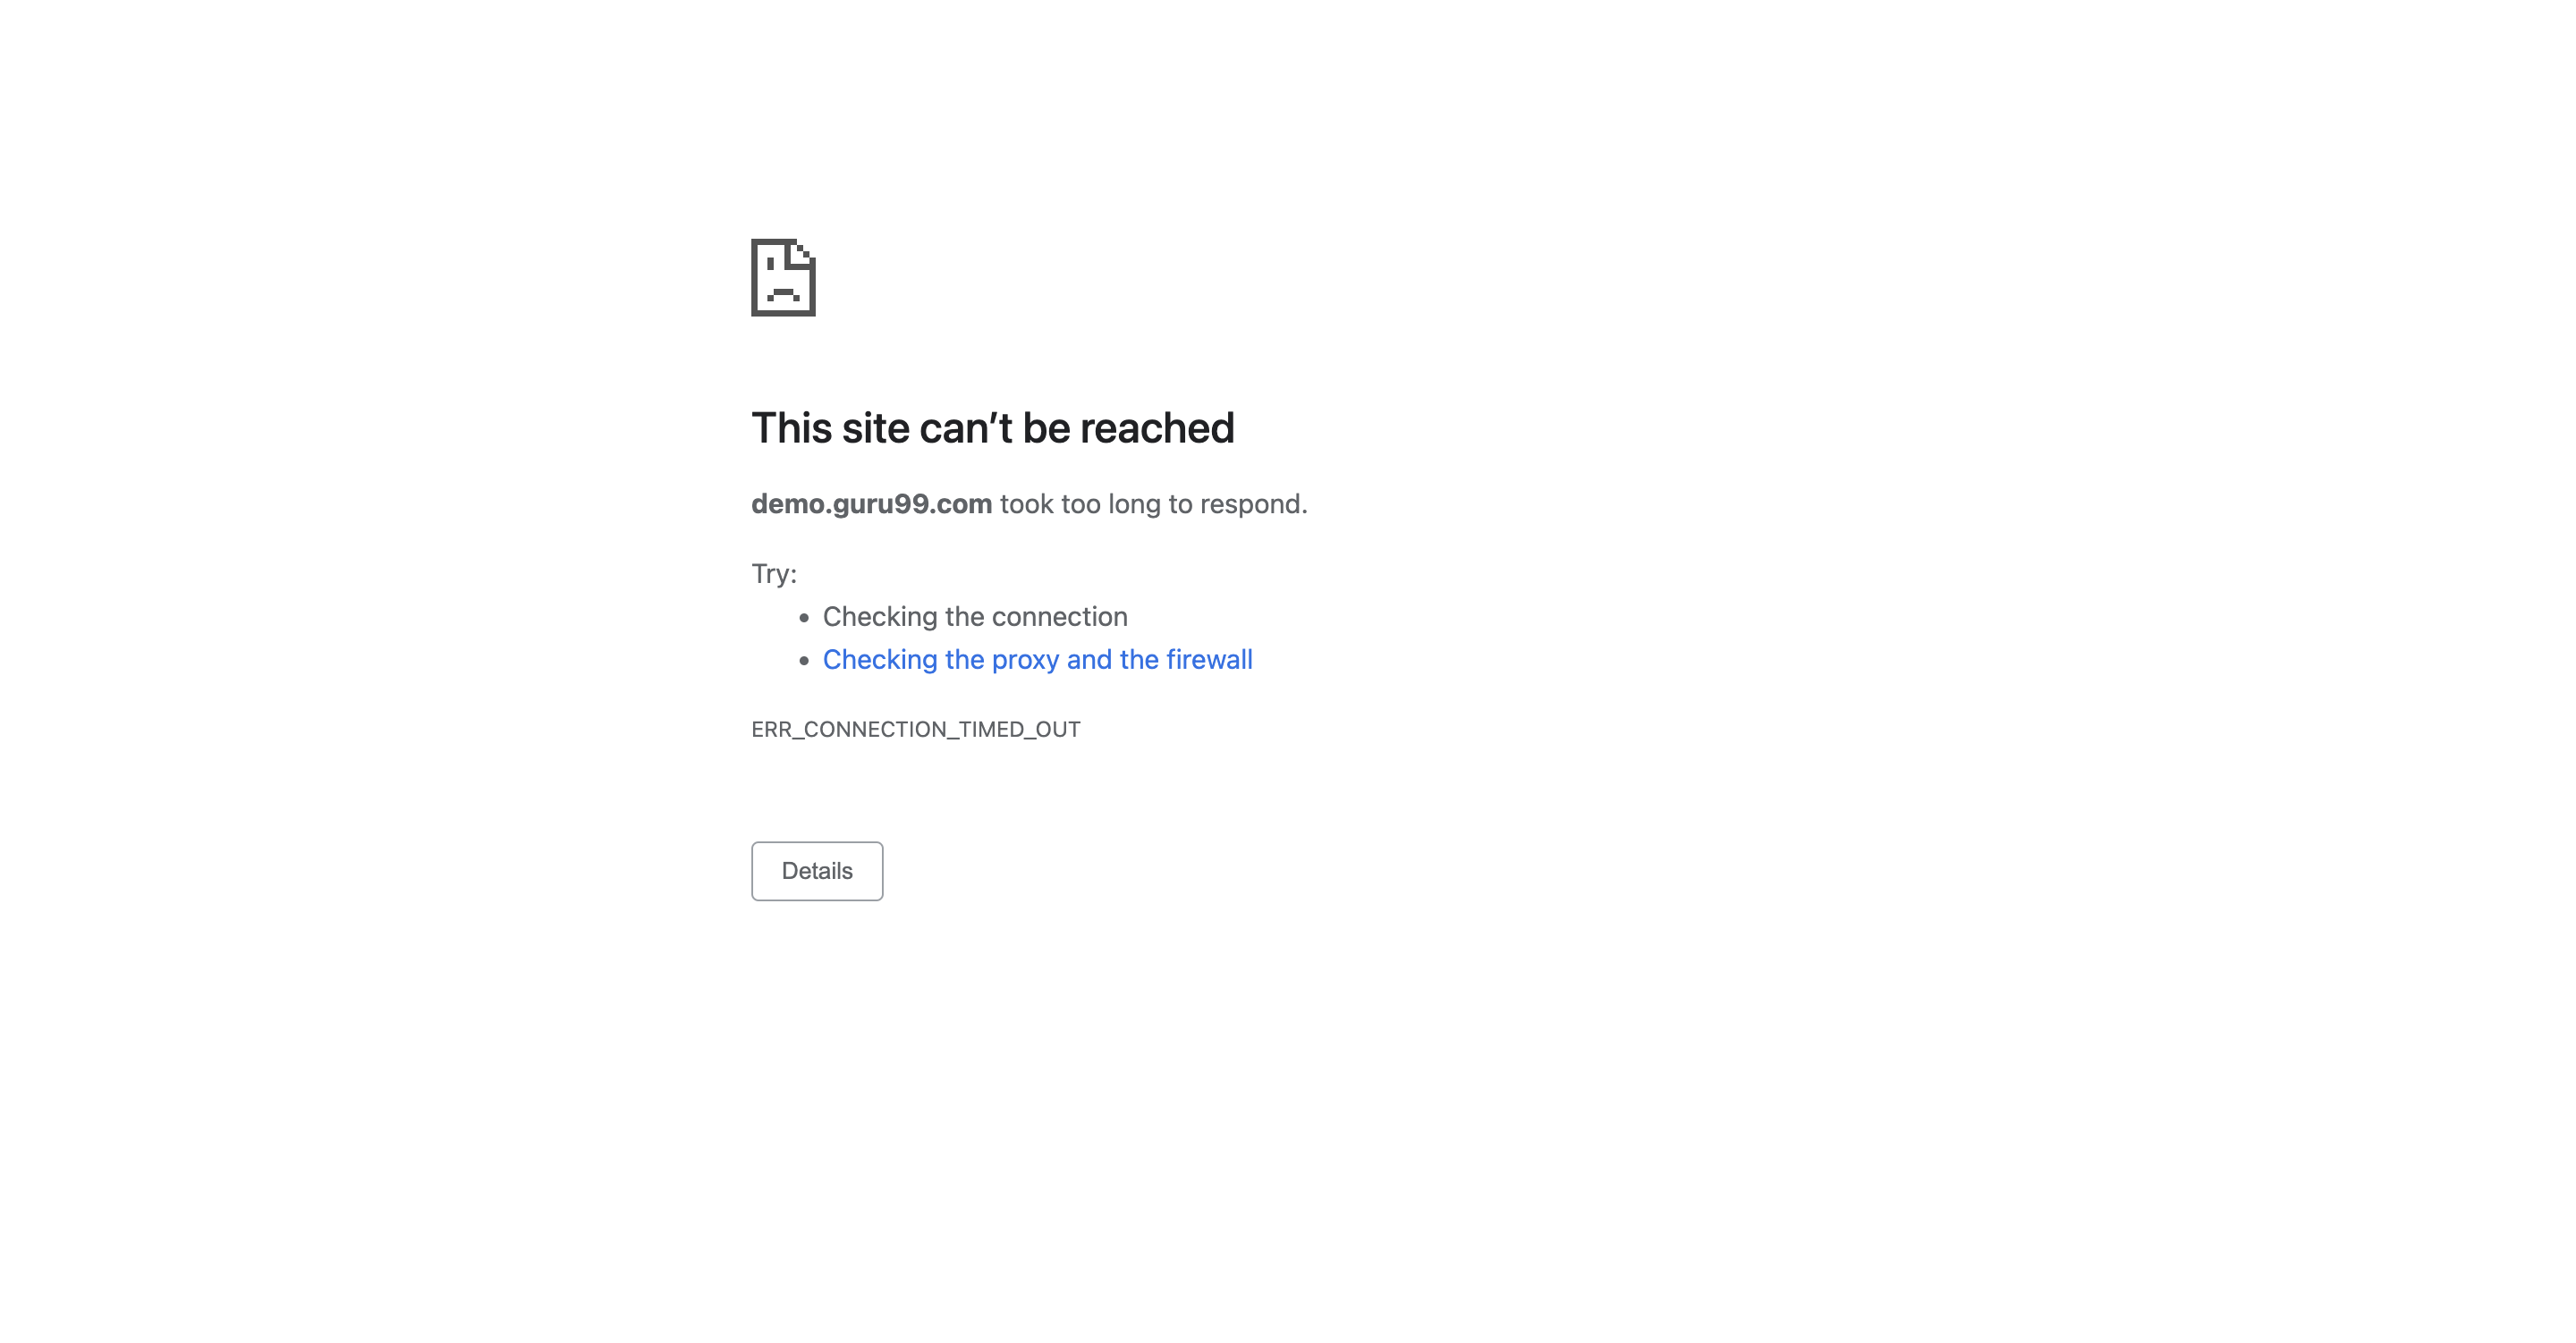 This site can’t be reached
demo.guru99.com took too long to respond.
Try:
• Checking the connection
• Checking the proxy and the firewall
ERR_CONNECTION_TIMED_OUT
Details